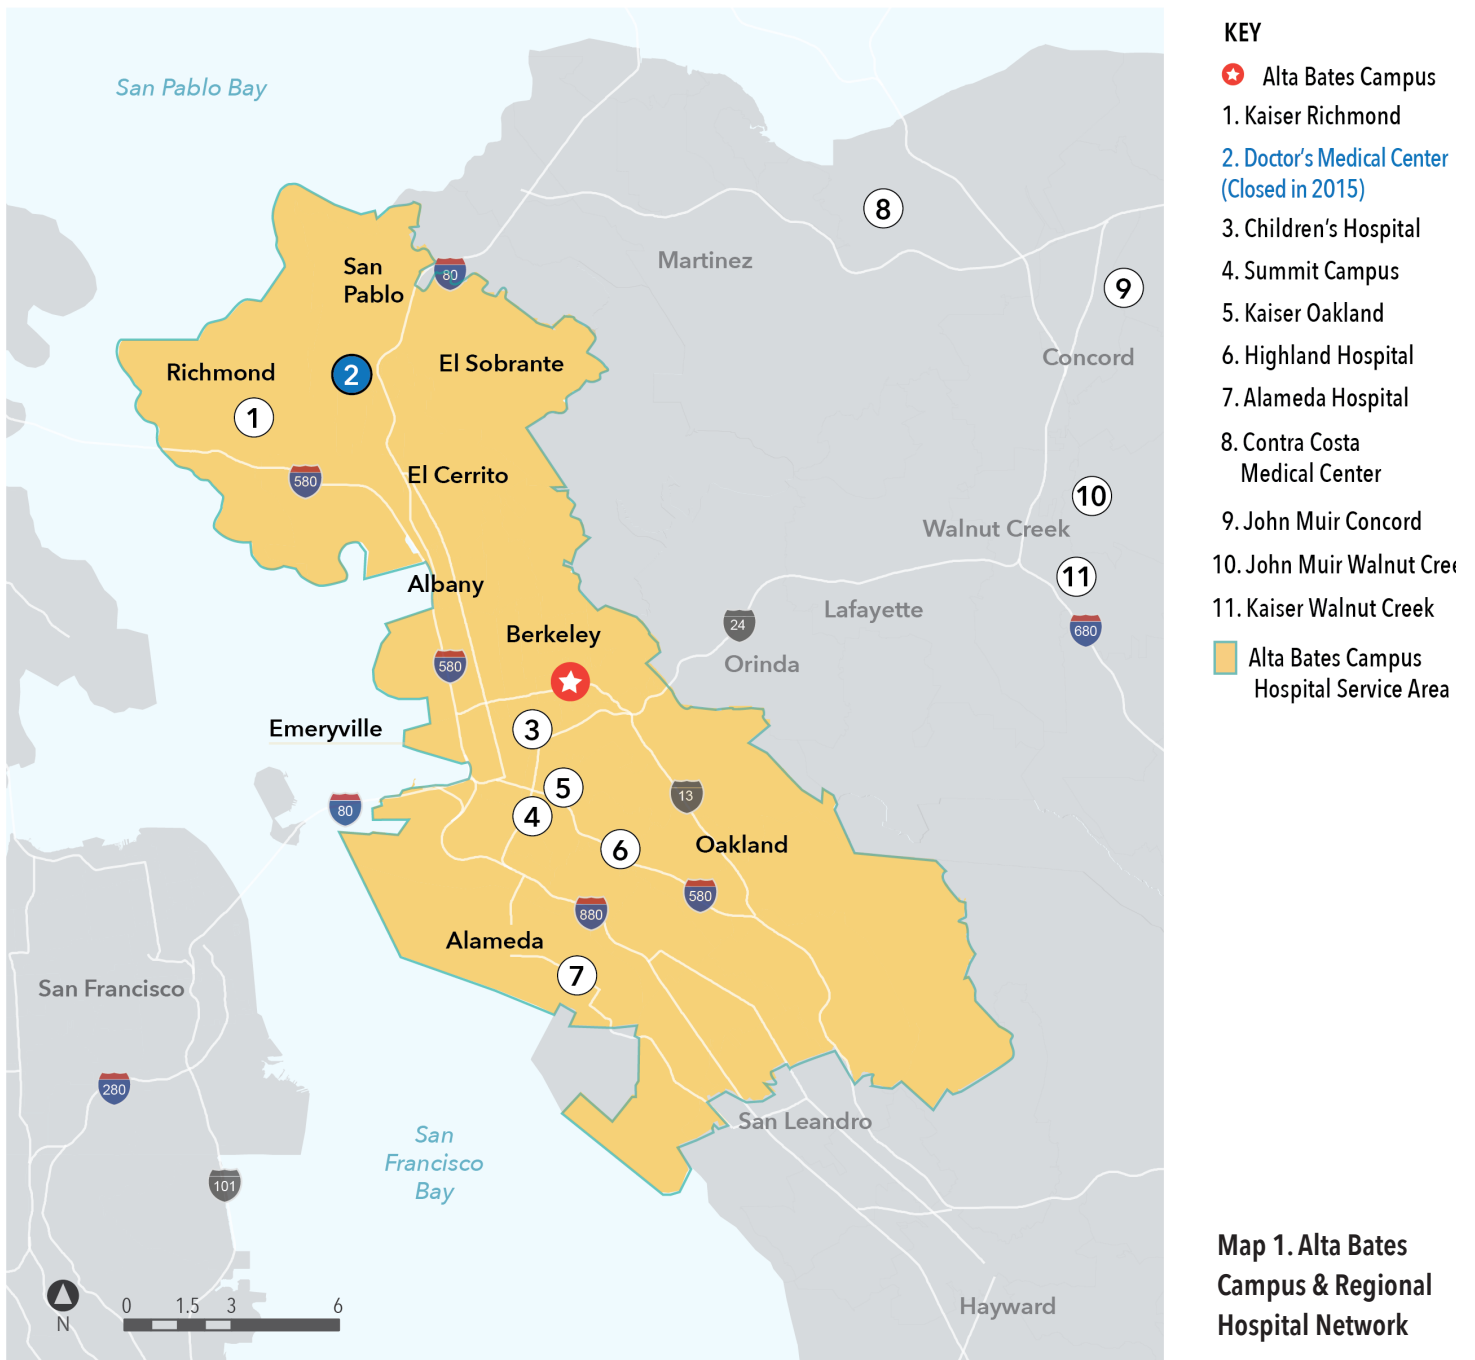 San Pablo Bay
San
Pablo
80
Richmond
2
El Sobrante
1
580
El Cerrito
Albany
Berkeley
580
Emeryville
3
80
5
4
13
6
Oakland
580
880
Alameda
7
8
Martinez
9
Concord
10
Walnut Creek
11
680
24
Lafayette
Orinda
San Francisco
280
101
San
Francisco
Bay
San Leandro
Hayward
N
0 1.5 3 6
KEY
Alta Bates Campus
1. Kaiser Richmond
2. Doctor's Medical Center
(Closed in 2015)
3. Children's Hospital
4. Summit Campus
5. Kaiser Oakland
6. Highland Hospital
7. Alameda Hospital
8. Contra Costa
Medical Center
9. John Muir Concord
10. John Muir Walnut Cree
11. Kaiser Walnut Creek
Alta Bates Campus
Hospital Service Area
Map 1. Alta Bates
Campus & Regional
Hospital Network